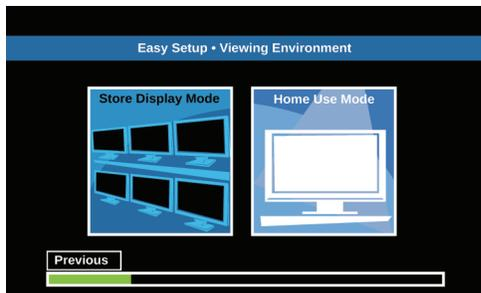 Easy Setup • Viewing Environment
Store Display Mode
Home Use Mode
Previous